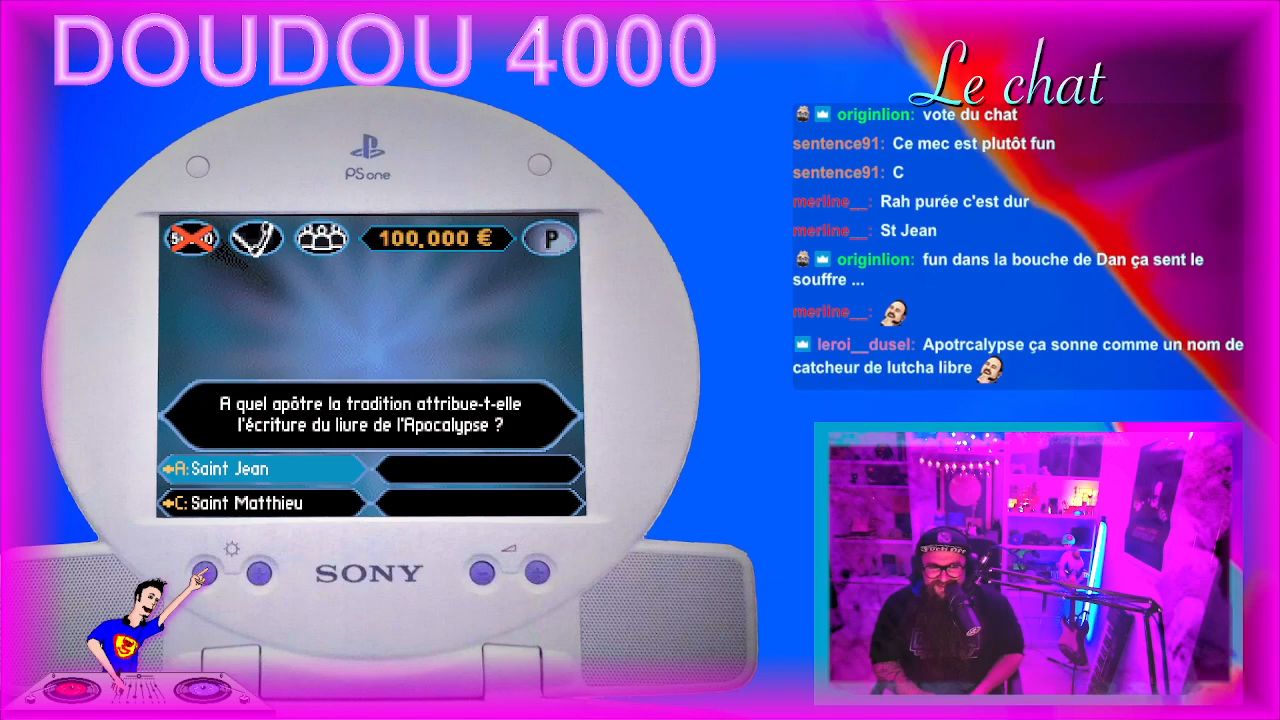 DOUDOU 4000
PS one
100.000 €
P
A quel apôtre la tradition attribue-t-elle
l'écriture du livre de l'Apocalypse ?
A: Saint Jean
C: Saint Matthieu
SONY
Le chat
originlion: vote du chat
sentence91: Ce mec est plutôt fun
sentence91: C
merline__: Rah purée c'est dur
merline__: St Jean
originlion: fun dans la bouche de Dan ça sent le
souffre ...
merline__:
leroi__dusel: Apotrcalypse ça sonne comme un nom de
catcheur de lutcha libre